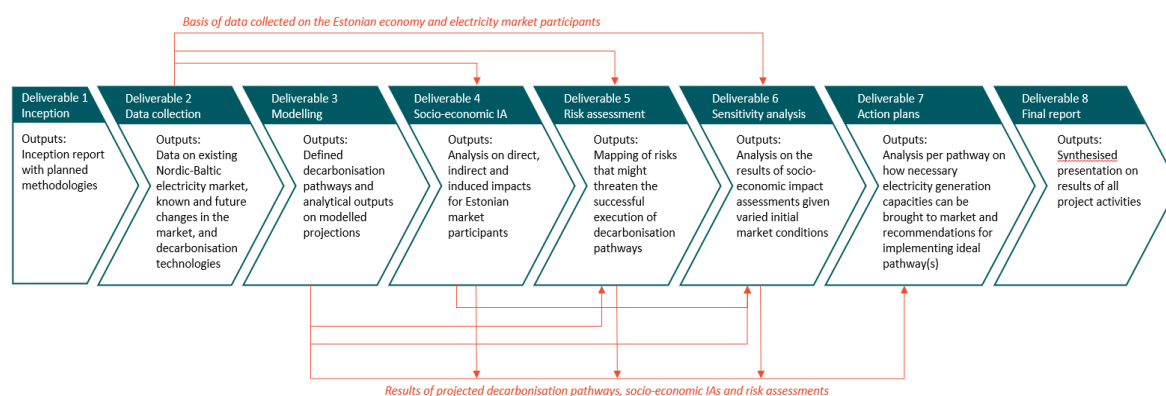 Basis of data collected on the Estonian economy and electricity market participants
Deliverable 1
Inception
Outputs:
Inception report
with planned
methodologies
Deliverable 2
Data collection
Outputs:
Data on existing
Nordic-Baltic
electricity market,
known and future
changes in the
market, and
decarbonisation
technologies
Deliverable 3
Modelling
Outputs:
Defined
decarbonisation
pathways and
analytical outputs
on modelled
projections
Deliverable 4
Socio-economic IA
Outputs:
Analysis on direct,
indirect and
induced impacts
for Estonian
market
participants
Deliverable 5
Risk assessment
Outputs:
Mapping of risks
that might
threaten the
successful
execution of
decarbonisation
pathways
Deliverable 6
Sensitivity analysis
Outputs:
Analysis on the
results of socio-
economic impact
assessments given
varied initial
market conditions
Deliverable 7
Action plans
Outputs:
Analysis per pathway on
how necessary
electricity generation
capacities can be
brought to market and
recommendations for
implementing ideal
pathway(s)
Deliverable 8
Final report
Outputs:
Synthesised
presentation on
results of all
project activities
Results of projected decarbonisation pathways, socio-economic IAs and risk assessments